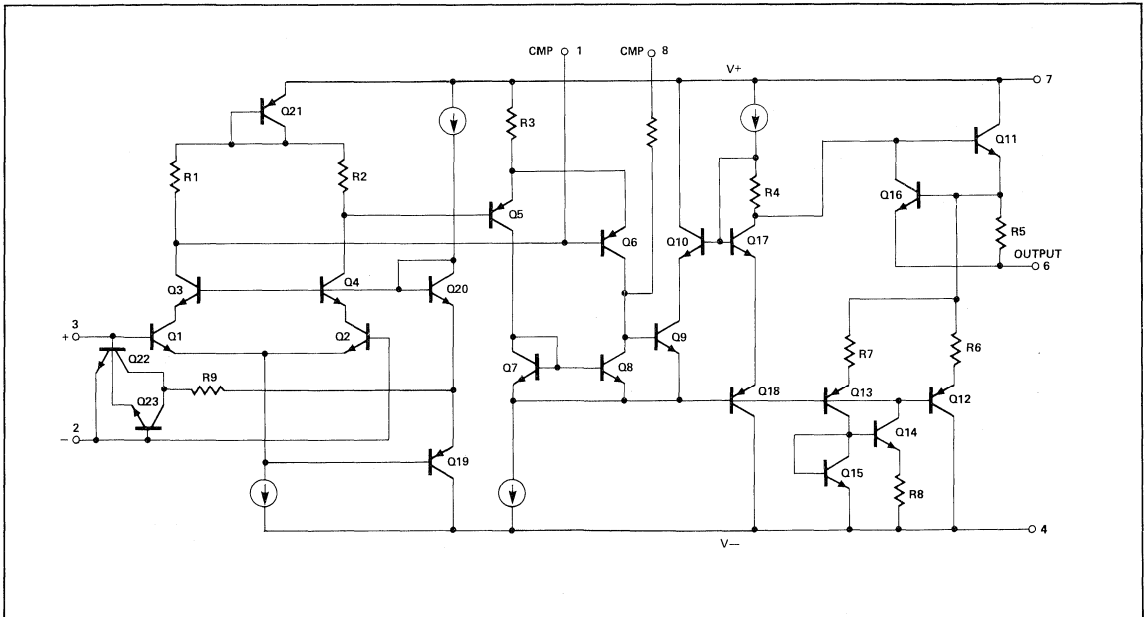 CMP 1
CMP 8
V+
7
Q21
R3
Q11
R1
R2
R4
Q16
Q5
R5
Q6
Q10
Q17
OUTPUT
6
Q3
Q4
Q20
3
+
Q1
Q2
Q9
R6
Q22
R7
Q7
Q8
R9
Q18
Q13
Q12
Q23
2
–
Q14
Q19
Q15
R8
4
V—